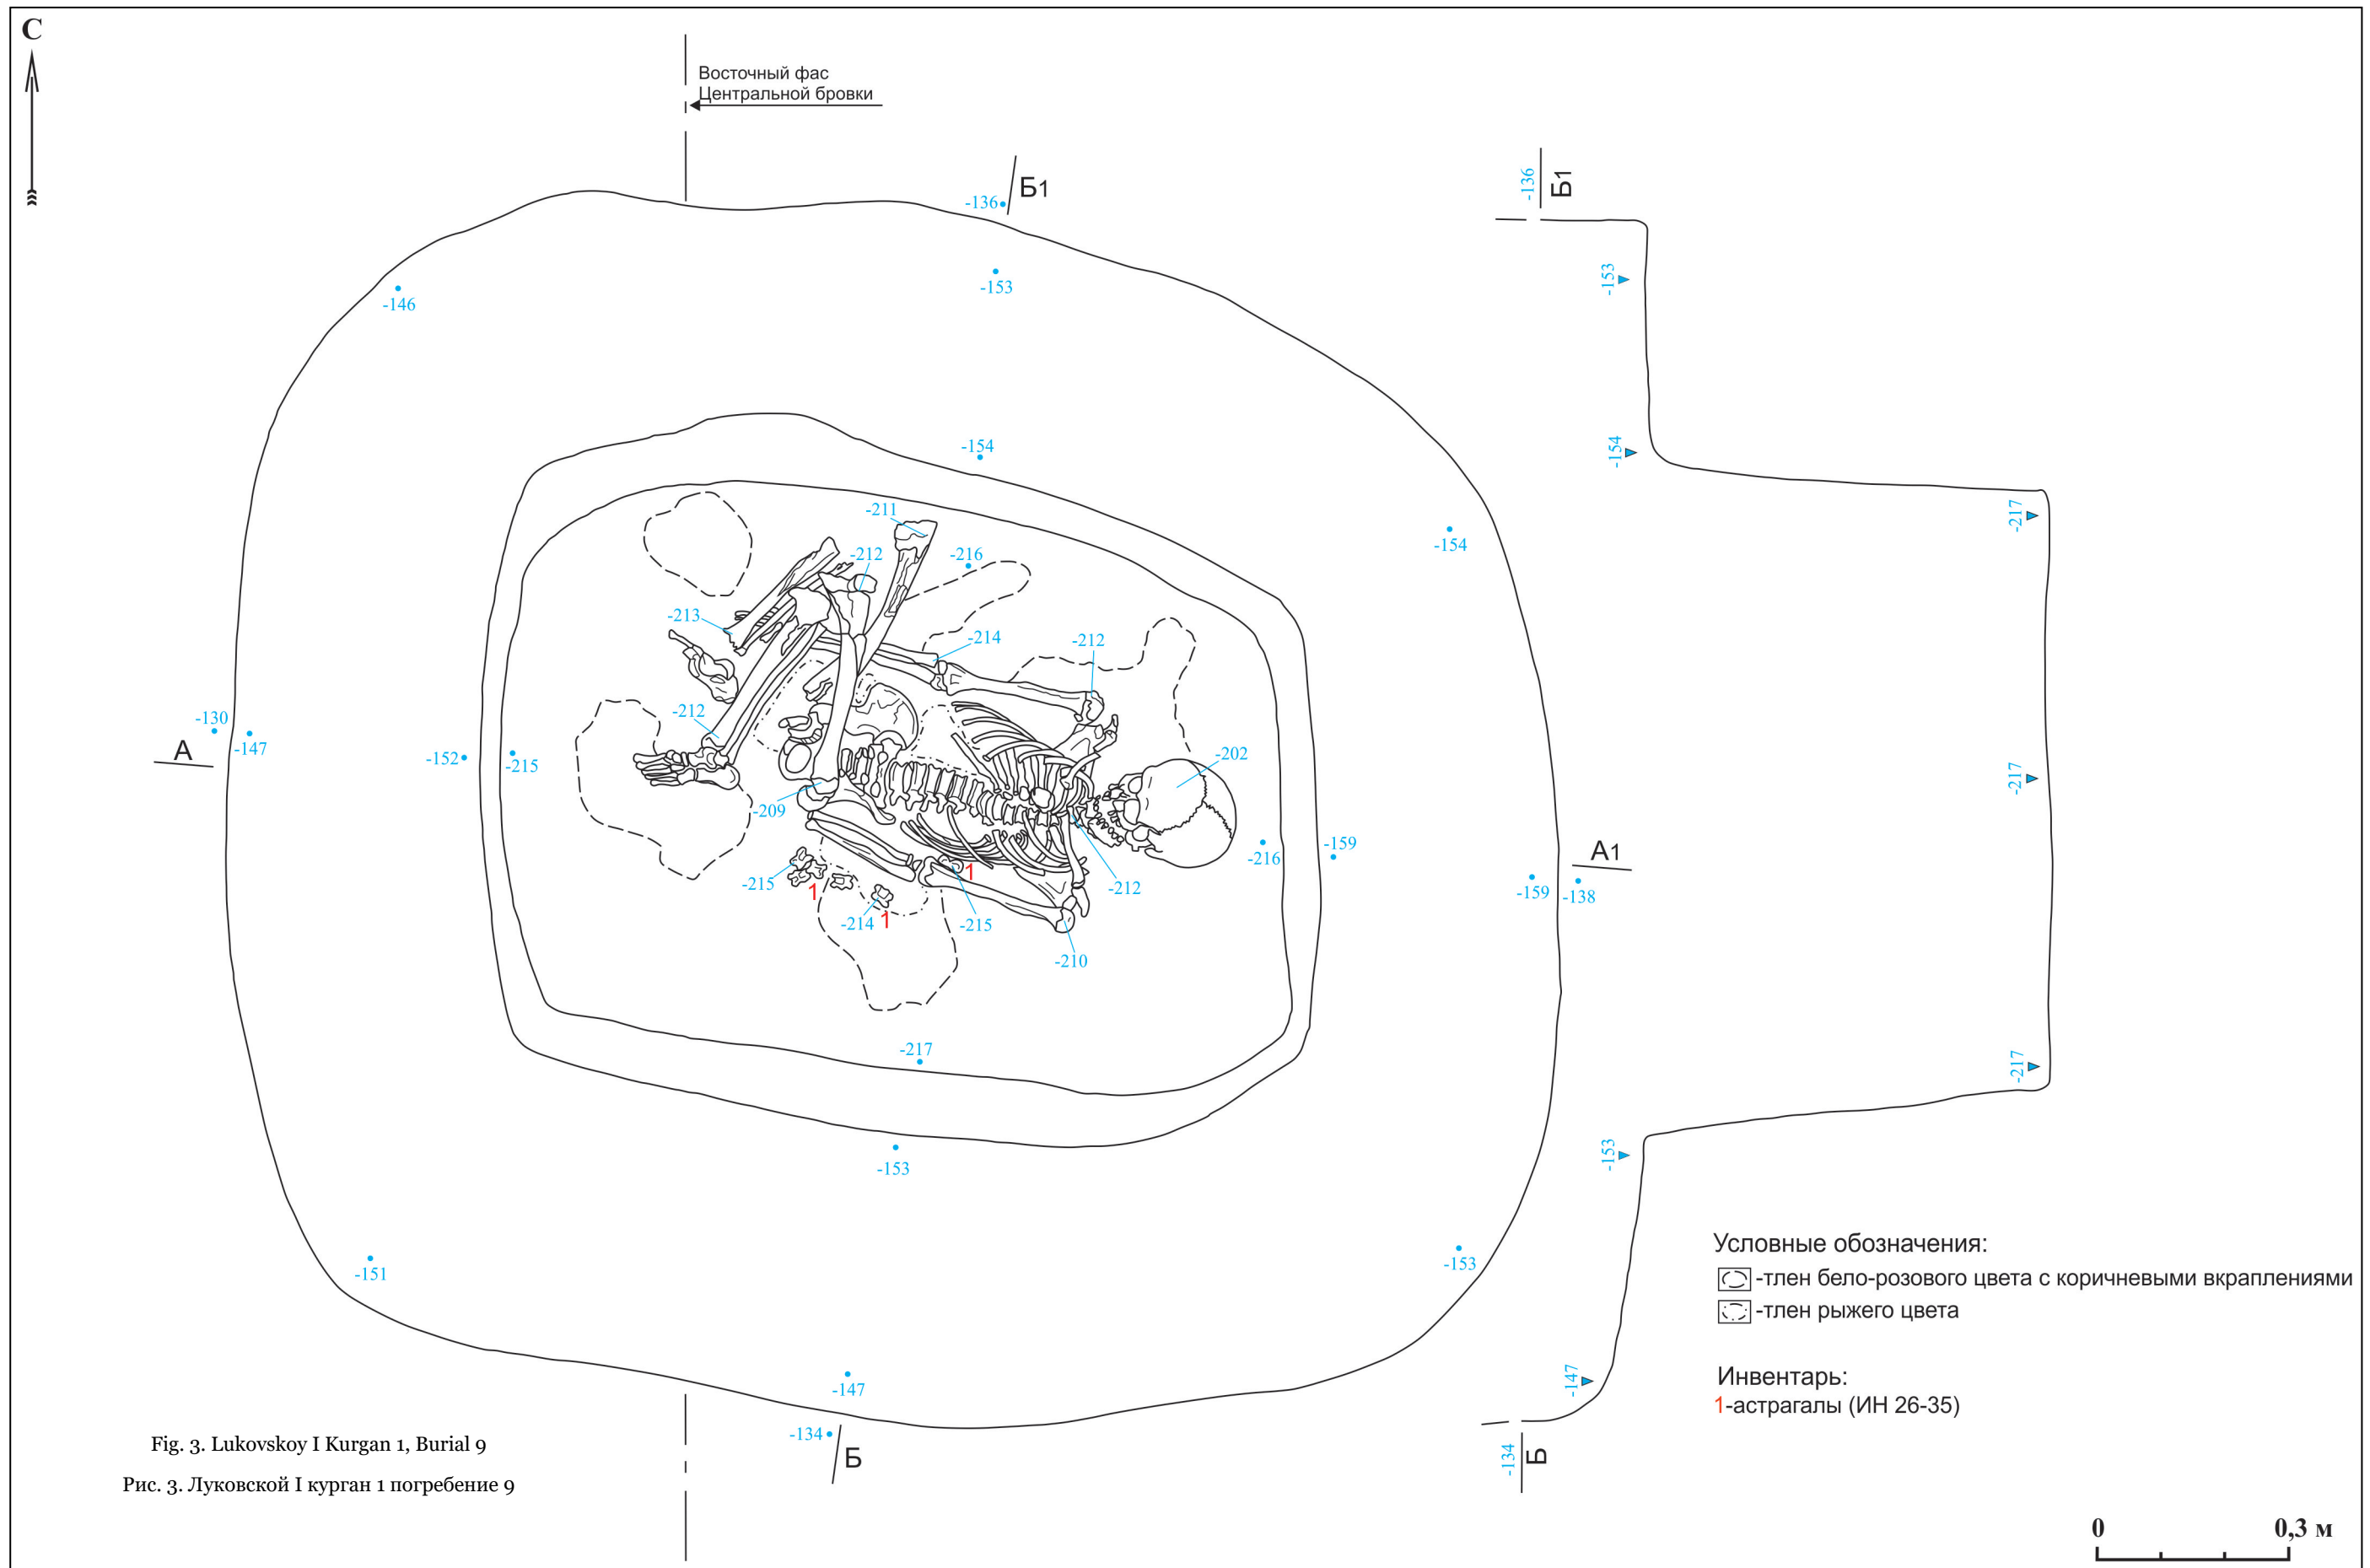 С
Восточный фас
Центральной бровки
Б1
-136
-136
Б1
-153
-153
-146
-154
-154
-211
-217
-212
-216
-154
-213
-214
-212
-130
-147
А
-212
-152
-215
-202
-217
-209
-216
-159
А1
-215
1
1
-212
-159
-138
-214
1
-215
-210
-217
-217
-153
-153
-151
-153
-147
-147
-134
Б
-134
Б
Условные обозначения:
-тлен бело-розового цвета с коричневыми вкраплениями
-тлен рыжего цвета
Инвентарь:
1-астрагалы (ИН 26-35)
Fig. 3. Lukovskoy I Kurgan 1, Burial 9
Рис. 3. Луковской I курган 1 погребение 9
0 0,3 м